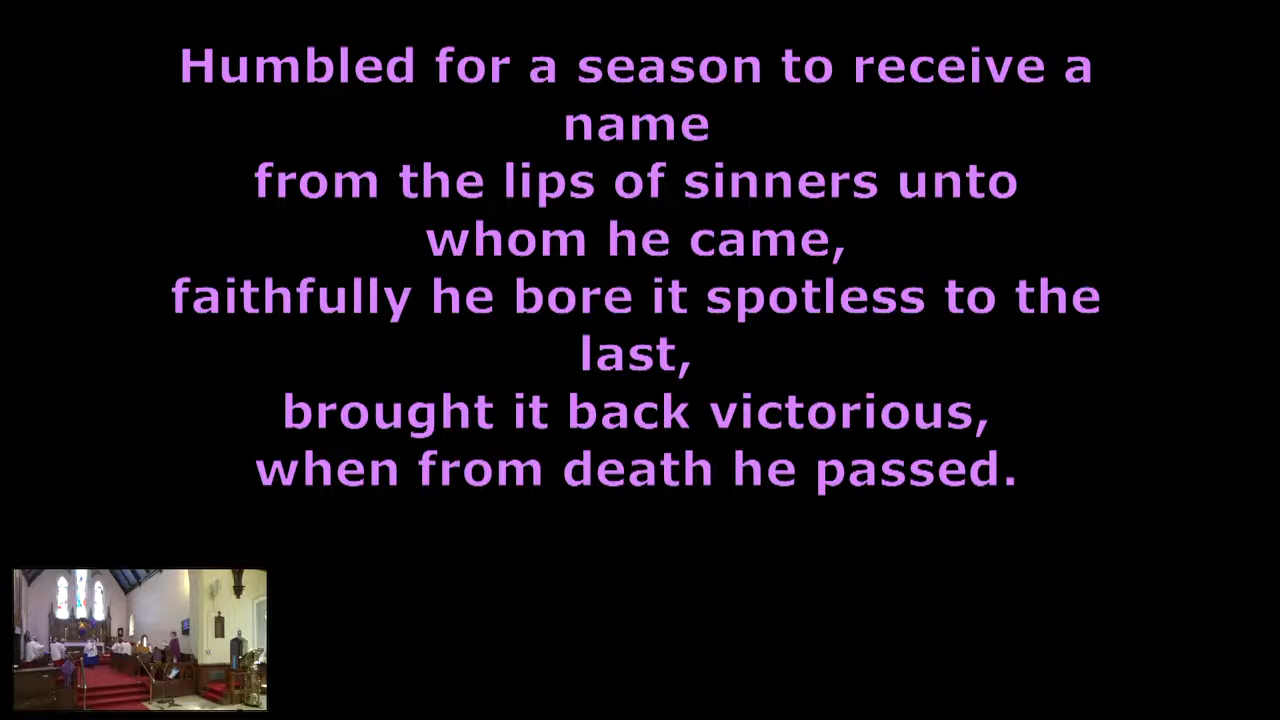 Humbled for a season to receive a
name
from the lips of sinners unto
whom he came,
faithfully he bore it spotless to the
last,
brought it back victorious,
when from death he passed.